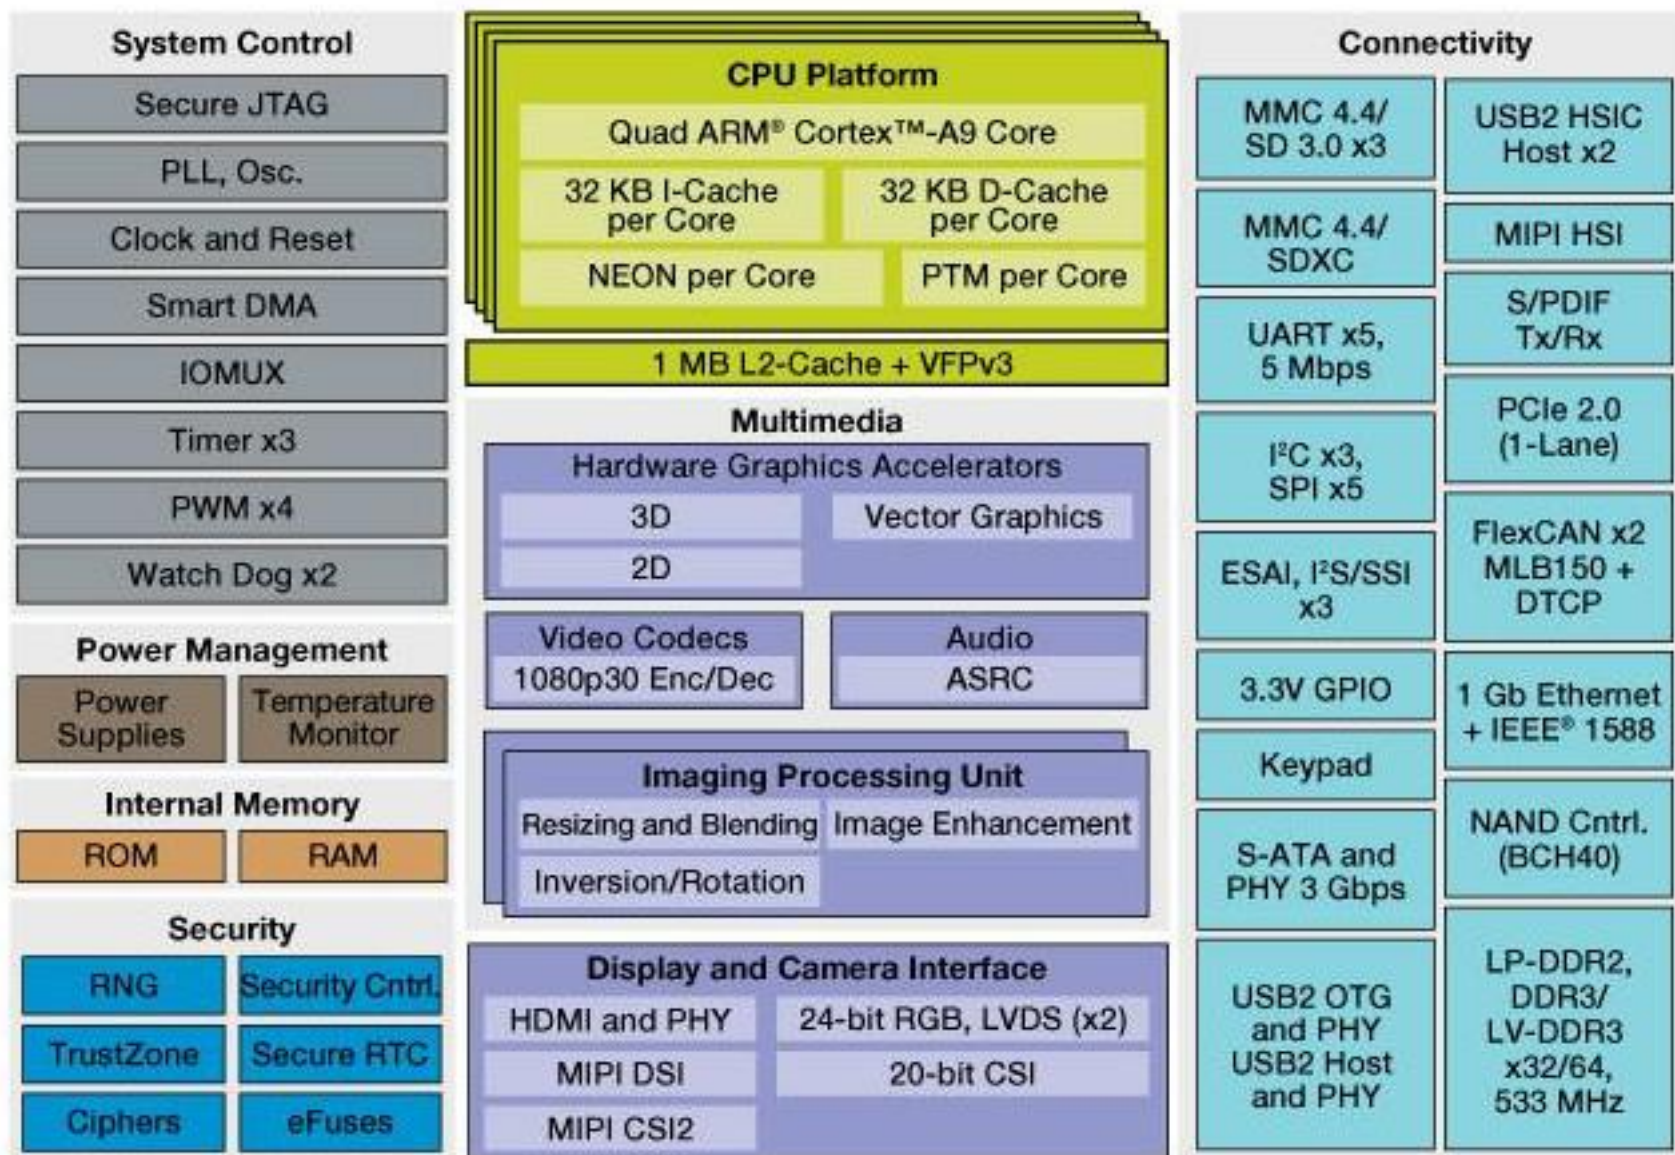 System Control
Secure JTAG
PLL, Osc.
Clock and Reset
Smart DMA
IOMUX
Timer x3
PWM x4
Watch Dog x2
Power Management
Power
Supplies
Temperature
Monitor
Internal Memory
ROM
RAM
Security
RNG
Security Cntrl.
TrustZone
Secure RTC
Ciphers
eFuses
CPU Platform
Quad ARM® Cortex™-A9 Core
32 KB I-Cache
per Core
32 KB D-Cache
per Core
NEON per Core
PTM per Core
1 MB L2-Cache + VFPv3
Multimedia
Hardware Graphics Accelerators
3D
Vector Graphics
2D
Video Codecs
1080p30 Enc/Dec
Audio
ASRC
Imaging Processing Unit
Resizing and Blending
Image Enhancement
Inversion/Rotation
Display and Camera Interface
HDMI and PHY
24-bit RGB, LVDS (x2)
MIPI DSI
20-bit CSI
MIPI CSI2
Connectivity
MMC 4.4/
SD 3.0 x3
MMC 4.4/
SDXC
UART x5,
5 Mbps
I²C x3,
SPI x5
ESAI, I²S/SSI
x3
3.3V GPIO
Keypad
S-ATA and
PHY 3 Gbps
USB2 OTG
and PHY
USB2 Host
and PHY
USB2 HSIC
Host x2
MIPI HSI
S/PDIF
Tx/Rx
PCIe 2.0
(1-Lane)
FlexCAN x2
MLB150 +
DTCP
1 Gb Ethernet
+ IEEE® 1588
NAND Cntrl.
(BCH40)
LP-DDR2,
DDR3/
LV-DDR3
x32/64,
533 MHz